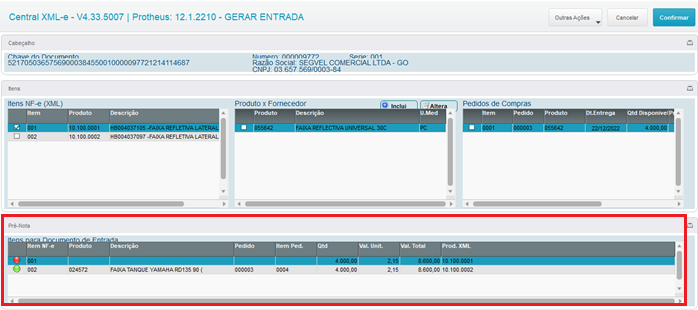 Central XML-e - V4.33.5007 | Protheus: 12.1.2210 - GERAR ENTRADA
Outras Ações
Cancelar
Confirmar
Cabeçalho
Chave do Documento
Numero: 000009772
Serie: 001
52170503657569000384550010000097721214114687
Razão Social: SEGVEL COMERCIAL LTDA - GO
CNPJ: 03.657.569/0003-84
Itens
Itens NF-e (XML)
Item Produto Descrição
001 10.100.0001 HB004037105 -FAIXA REFLETIVA LATERAL
002 10.100.0002 HB004037097 -FAIXA REFLETIVA LATERAL
Produto x Fornecedor
Inclui
Altera
Produto Descrição U.Med
055642 FAIXA REFLECTIVA UNIVERSAL 30C PC
Pedidos de Compras
Item Pedido Produto Dt.Entrega Qtd Disponível
0001 000003 055642 22/12/2022 4.000,00
Pré-Nota
Itens para Documento de Entrada
Item NF-e Produto Descrição Pedido Item Ped. Qtd Val. Unit. Val. Total Prod. XML
001 4.000,00 2,15 8.600,00 10.100.0001
002 024572 FAIXA TANQUE YAMAHA RD135 90 ( 000003 0004 4.000,00 2,15 8.600,00 10.100.0002